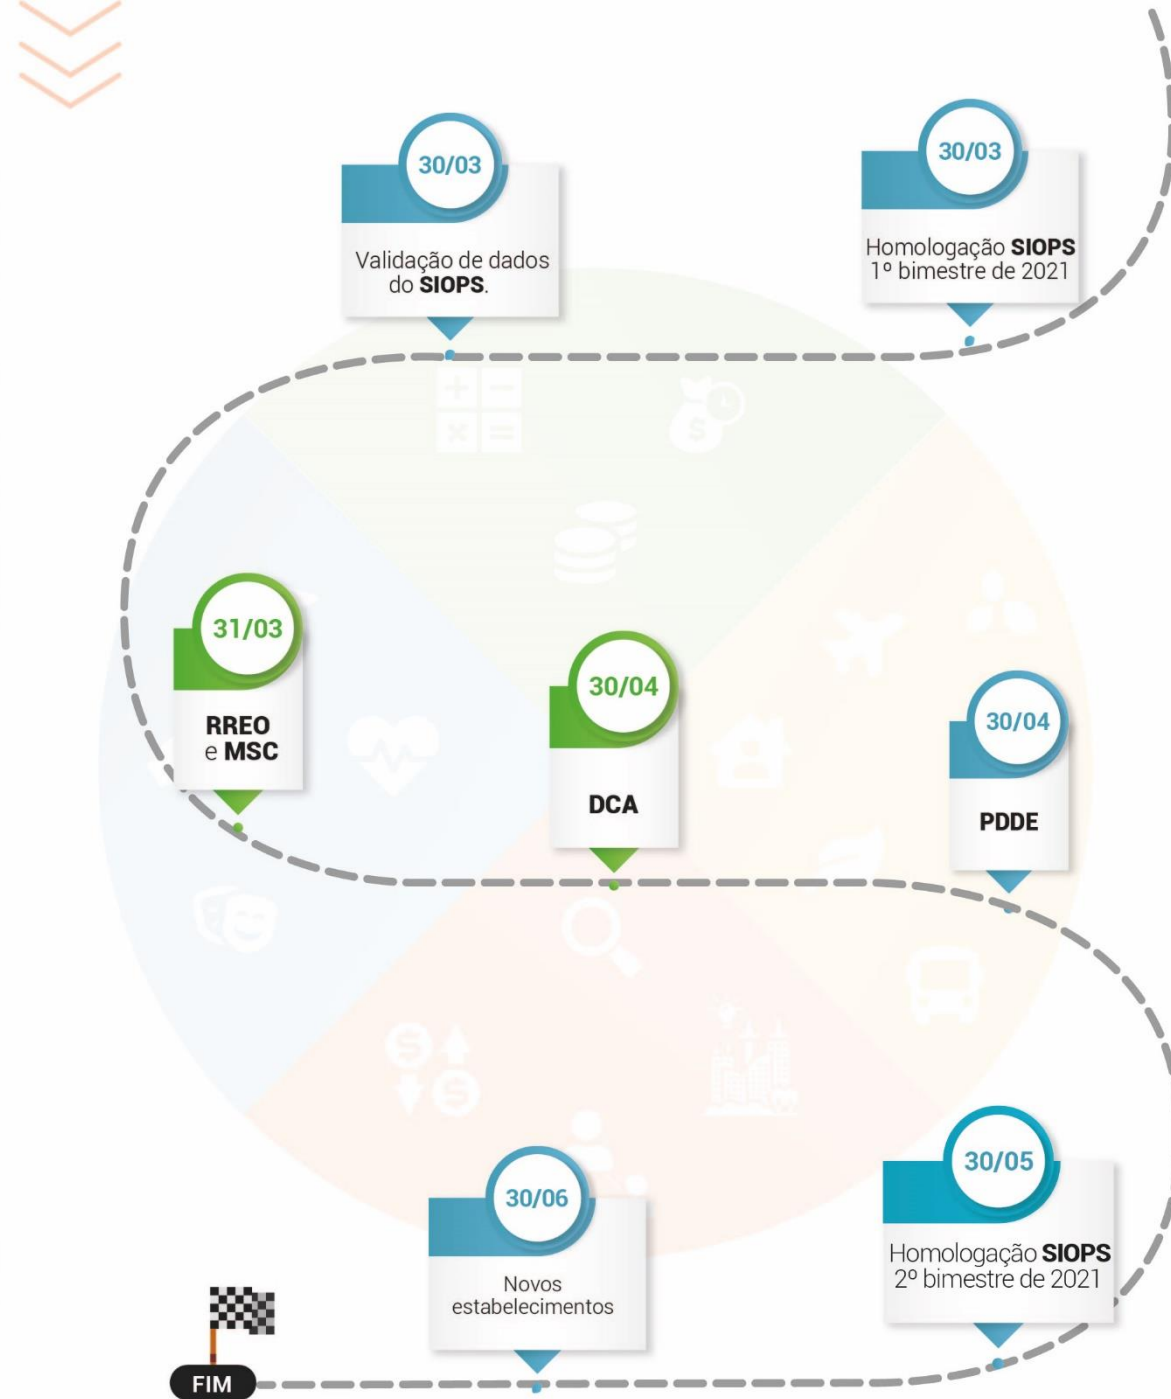 30/03
Validação de dados
do SIOPS.
30/03
Homologação SIOPS
1º bimestre de 2021
31/03
RREO
e MSC
30/04
DCA
30/04
PDDE
30/06
Novos
estabelecimentos
30/05
Homologação SIOPS
2º bimestre de 2021
FIM